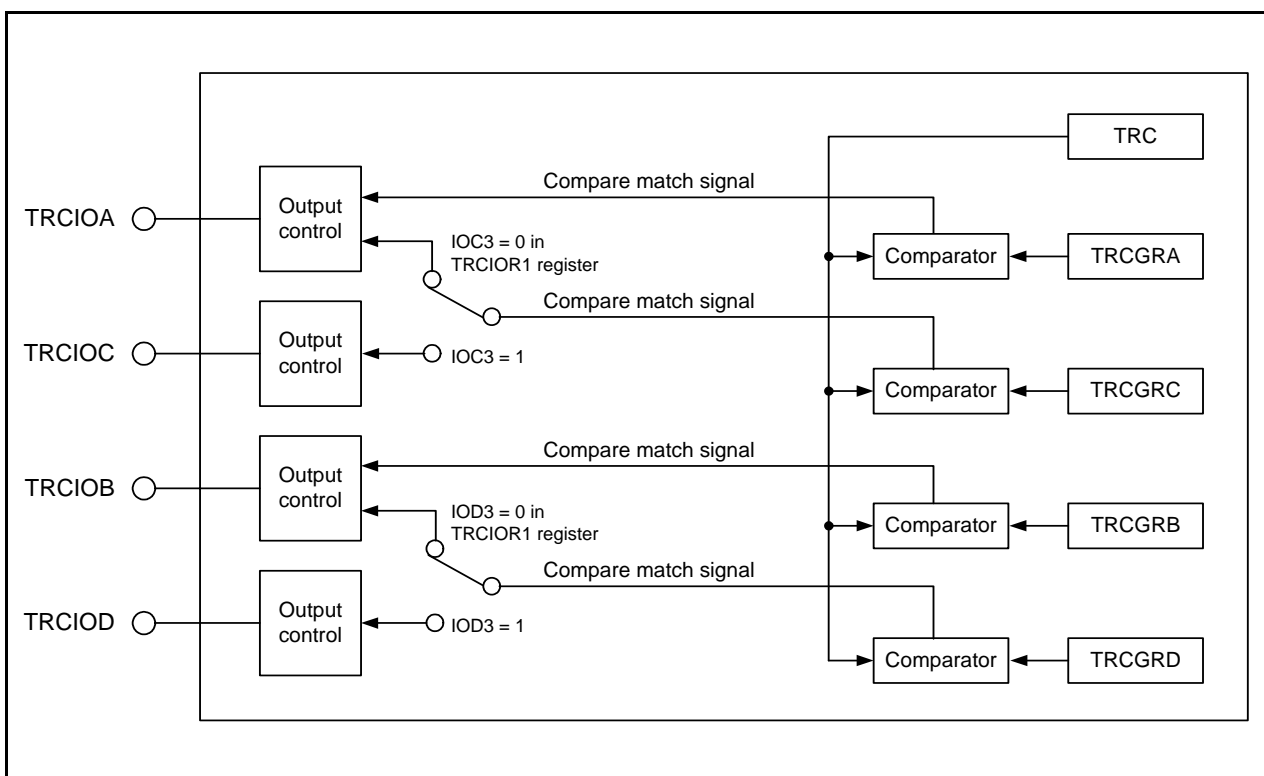 TRC
Compare match signal
TRCIOA
Output
control
IOC3 = 0 in
TRCIOR1 register
Comparator
TRCGRA
Compare match signal
TRCIOC
Output
control
IOC3 = 1
Comparator
TRCGRC
Compare match signal
TRCIOB
Output
control
IOD3 = 0 in
TRCIOR1 register
Comparator
TRCGRB
Compare match signal
TRCIOD
Output
control
IOD3 = 1
Comparator
TRCGRD